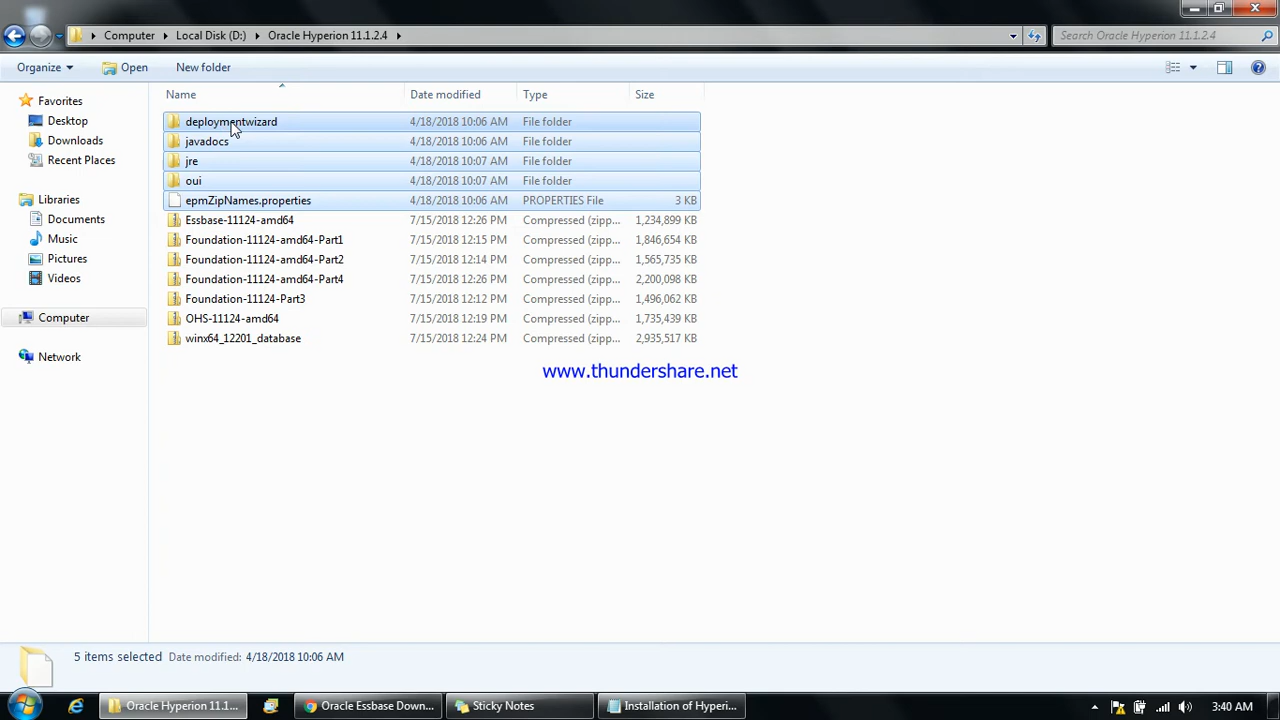 Computer Local Disk (D:) Oracle Hyperion 11.1.2.4 Search Oracle Hyperion 11.1.2.4
Organize Open New folder
Name Date modified Type Size
Favorites
Desktop
Downloads
Recent Places
Libraries
Documents
Music
Pictures
Videos
Computer
Network
deploymentwizard 4/18/2018 10:06 AM File folder
javadocs 4/18/2018 10:06 AM File folder
jre 4/18/2018 10:07 AM File folder
oui 4/18/2018 10:07 AM File folder
epmZipNames.properties 4/18/2018 10:06 AM PROPERTIES File 3 KB
Essbase-11124-amd64 7/15/2018 12:26 PM Compressed (zipp... 1,234,899 KB
Foundation-11124-amd64-Part1 7/15/2018 12:15 PM Compressed (zipp... 1,846,654 KB
Foundation-11124-amd64-Part2 7/15/2018 12:14 PM Compressed (zipp... 1,565,735 KB
Foundation-11124-amd64-Part4 7/15/2018 12:26 PM Compressed (zipp... 2,200,098 KB
Foundation-11124-Part3 7/15/2018 12:12 PM Compressed (zipp... 1,496,062 KB
OHS-11124-amd64 7/15/2018 12:19 PM Compressed (zipp... 1,735,439 KB
winx64_12201_database 7/15/2018 12:24 PM Compressed (zipp... 2,935,517 KB
www.thundershare.net
5 items selected Date modified: 4/18/2018 10:06 AM
Oracle Hyperion 11.1... Oracle Essbase Down... Sticky Notes Installation of Hyperi... 3:40 AM